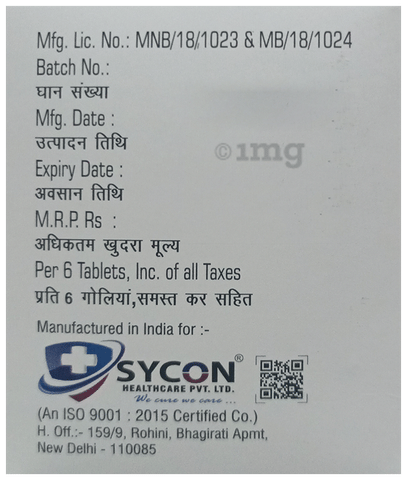 Mfg. Lic. No.: MNB/18/1023 & MB/18/1024
Batch No.:
घान संख्या
Mfg. Date :
उत्पादन तिथि
©1mg
Expiry Date :
अवसान तिथि
M.R.P. Rs :
अधिकतम खुदरा मूल्य
Per 6 Tablets, Inc. of all Taxes
प्रति 6 गोलियां,समस्त कर सहित
Manufactured in India for :-
SYCON®
HEALTHCARE PVT. LTD.
We cure we care ...
(An ISO 9001 : 2015 Certified Co.)
H. Off.:- 159/9, Rohini, Bhagirati Apmt,
New Delhi - 110085